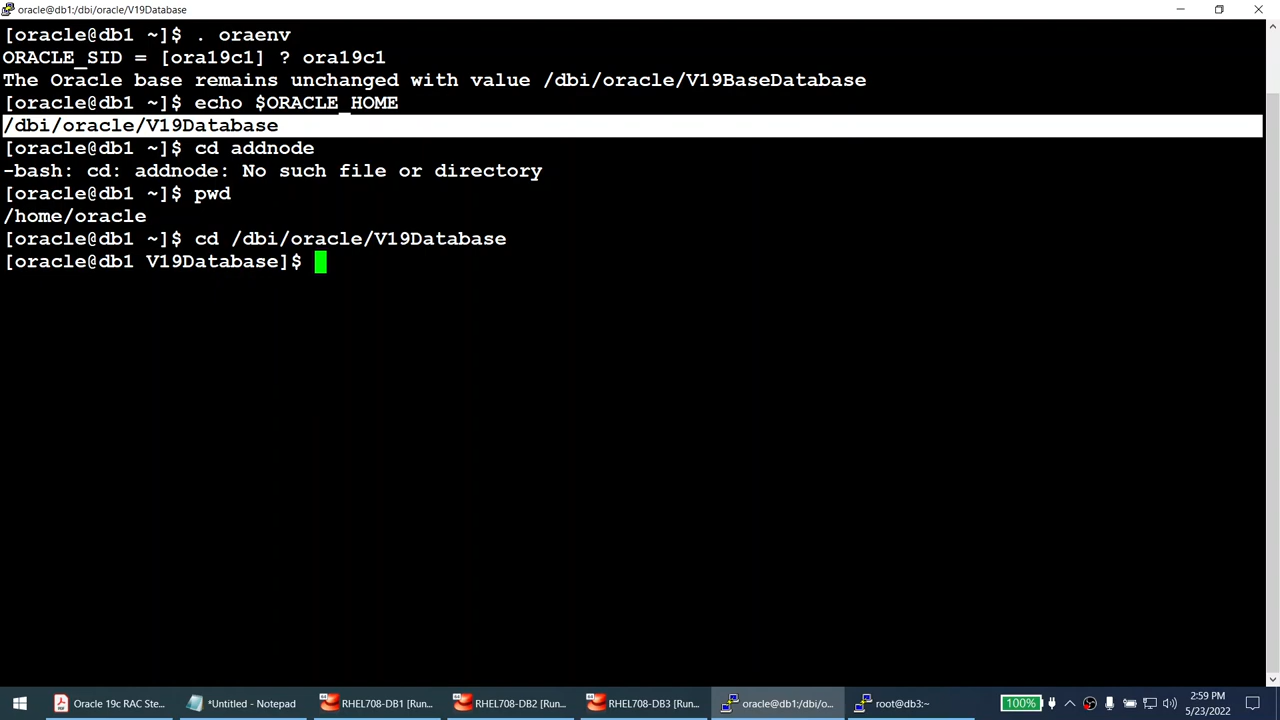 oracle@db1:/dbi/oracle/V19Database
[oracle@db1 ~]$ . oraenv
ORACLE_SID = [ora19c1] ? ora19c1
The Oracle base remains unchanged with value /dbi/oracle/V19BaseDatabase
[oracle@db1 ~]$ echo $ORACLE_HOME
/dbi/oracle/V19Database
[oracle@db1 ~]$ cd addnode
-bash: cd: addnode: No such file or directory
[oracle@db1 ~]$ pwd
/home/oracle
[oracle@db1 ~]$ cd /dbi/oracle/V19Database
[oracle@db1 V19Database]$
Oracle 19c RAC Ste...
*Untitled - Notepad
RHEL708-DB1 [Run...
RHEL708-DB2 [Run...
RHEL708-DB3 [Run...
oracle@db1:/dbi/o...
root@db3:~
100%
2:59 PM
5/23/2022